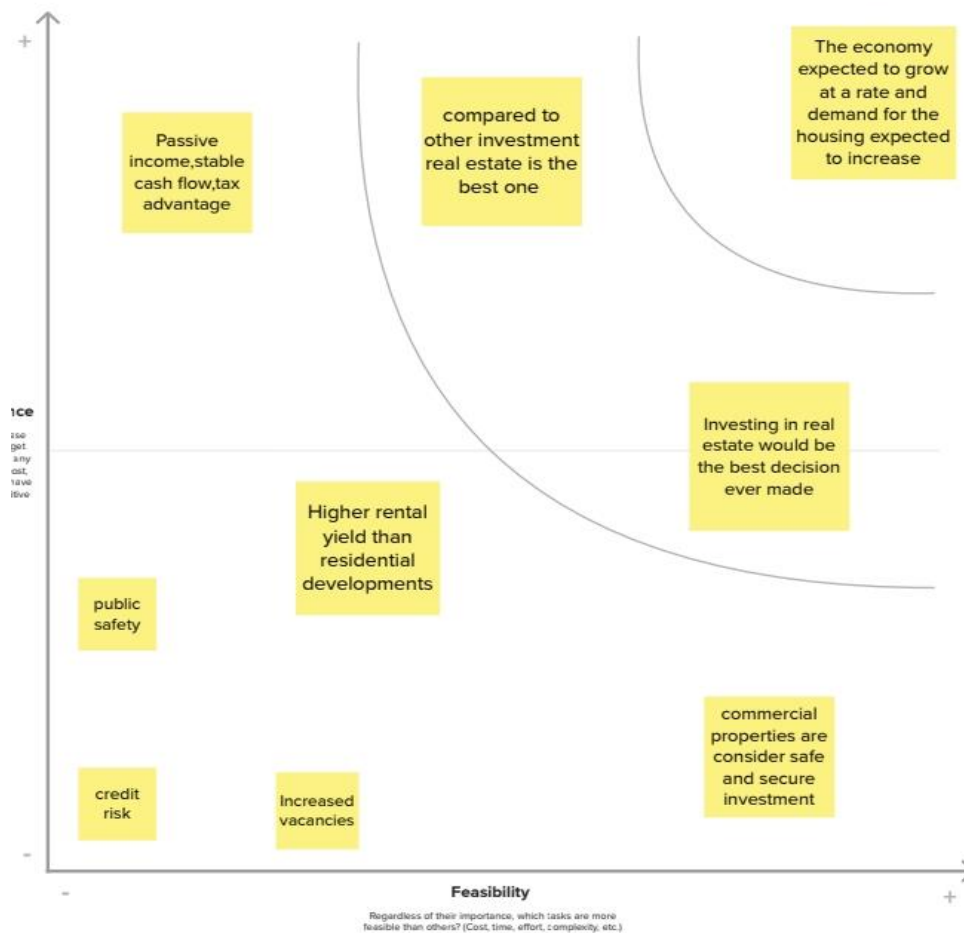 +
The economy
expected to grow
at a rate and
demand for the
housing expected
to increase
compared to
other investment
real estate is the
best one
Passive
income,stable
cash flow,tax
advantage
Investing in real
estate would be
the best decision
ever made
Higher rental
yield than
residential
developments
public
safety
commercial
properties are
consider safe
and secure
investment
credit
risk
Increased
vacancies
-
-
Feasibility
+
Regardless of their importance, which tasks are more
feasible than others? (Cost, time, effort, complexity, etc.)